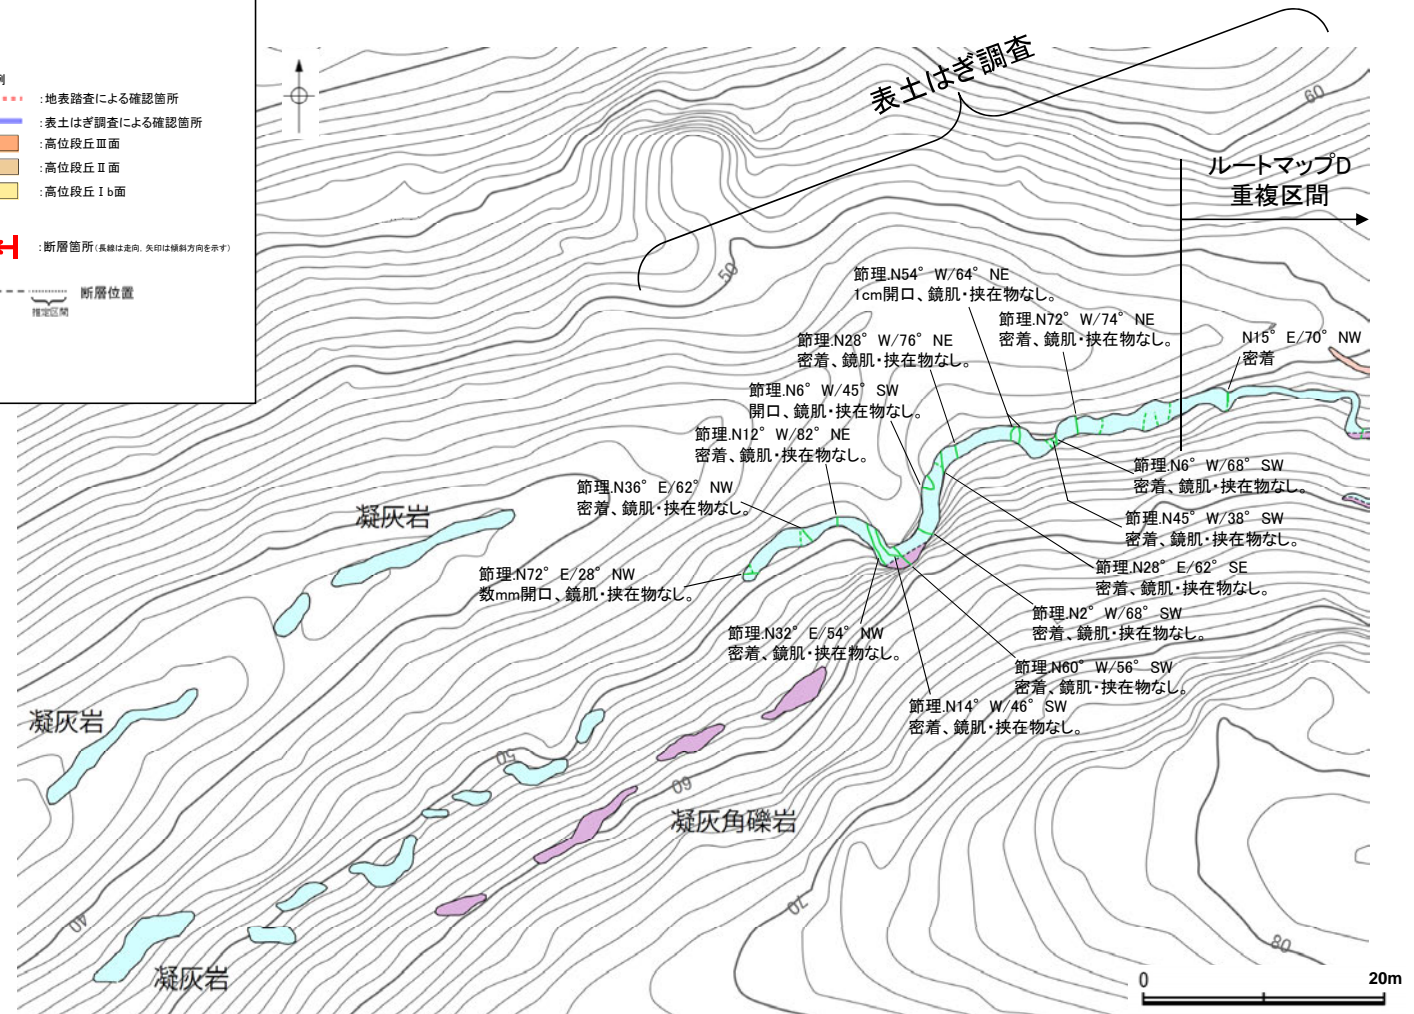 例
:地表踏査による確認箇所
:表土はぎ調査による確認箇所
:高位段丘Ⅲ面
:高位段丘Ⅱ面
:高位段丘Ⅰb面
:断層箇所(長線は走向、矢印は傾斜方向を示す)
断層位置
推定区間
表土はぎ調査
60
ルートマップD
重複区間
50
節理.N54°W/64°NE
1cm開口、鏡肌・挟在物なし。
節理.N72°W/74°NE
密着、鏡肌・挟在物なし。
N15°E/70°NW
密着
節理.N28°W/76°NE
密着、鏡肌・挟在物なし。
節理.N6°W/45°SW
開口、鏡肌・挟在物なし。
節理.N12°W/82°NE
密着、鏡肌・挟在物なし。
節理.N36°E/62°NW
密着、鏡肌・挟在物なし。
節理.N6°W/68°SW
密着、鏡肌・挟在物なし。
凝灰岩
節理.N45°W/38°SW
密着、鏡肌・挟在物なし。
節理.N72°E/28°NW
数mm開口、鏡肌・挟在物なし。
節理.N28°E/62°SE
密着、鏡肌・挟在物なし。
節理.N2°W/68°SW
密着、鏡肌・挟在物なし。
節理.N32°E/54°NW
密着、鏡肌・挟在物なし。
節理.N60°W/56°SW
密着、鏡肌・挟在物なし。
節理.N14°W/46°SW
密着、鏡肌・挟在物なし。
凝灰岩
50
60
凝灰角礫岩
70
40
80
凝灰岩
0
20m